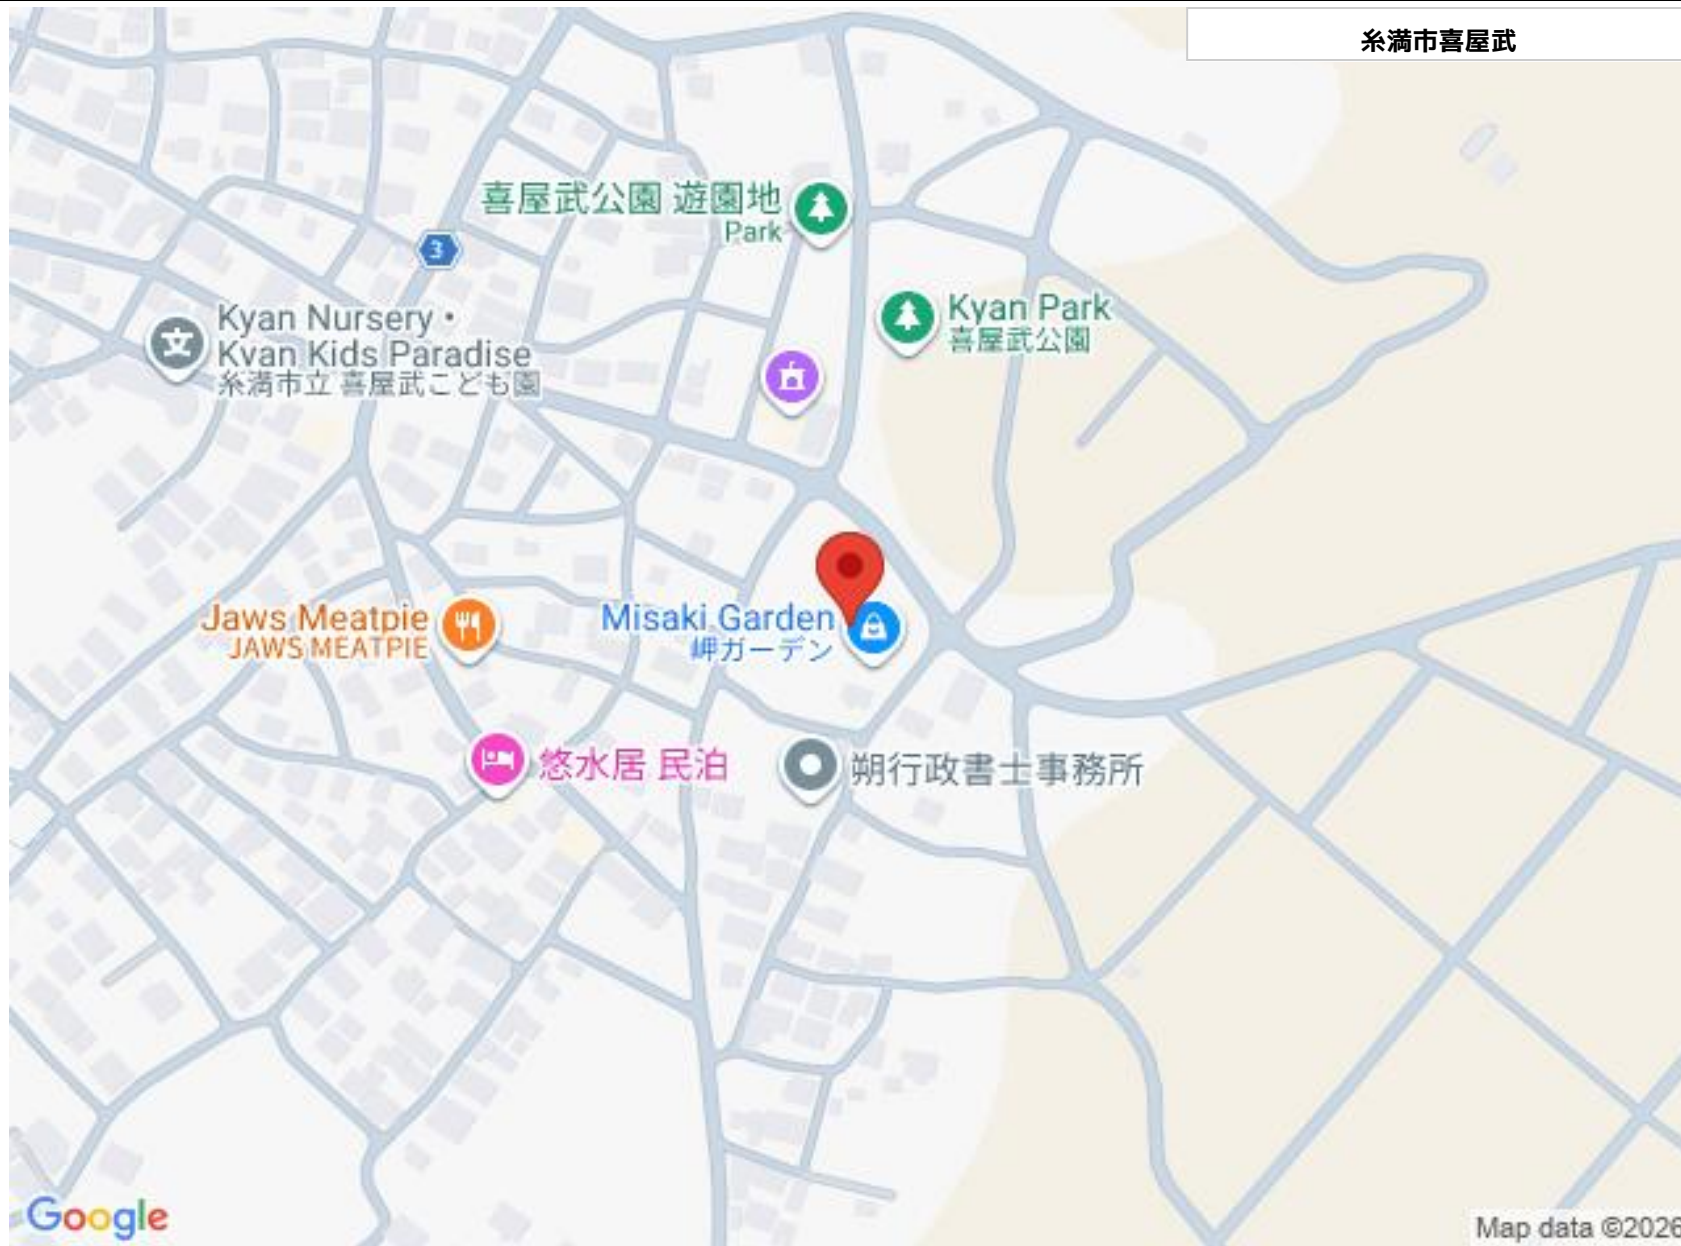 糸満市喜屋武
喜屋武公園 遊園地
Park
3
Kyan Park
喜屋武公園
Kyan Nursery・
Kyan Kids Paradise
糸満市立 喜屋武こども園
Jaws Meatpie
JAWS MEATPIE
Misaki Garden
岬ガーデン
悠水居 民泊
朔行政書士事務所
Google
Map data ©2026